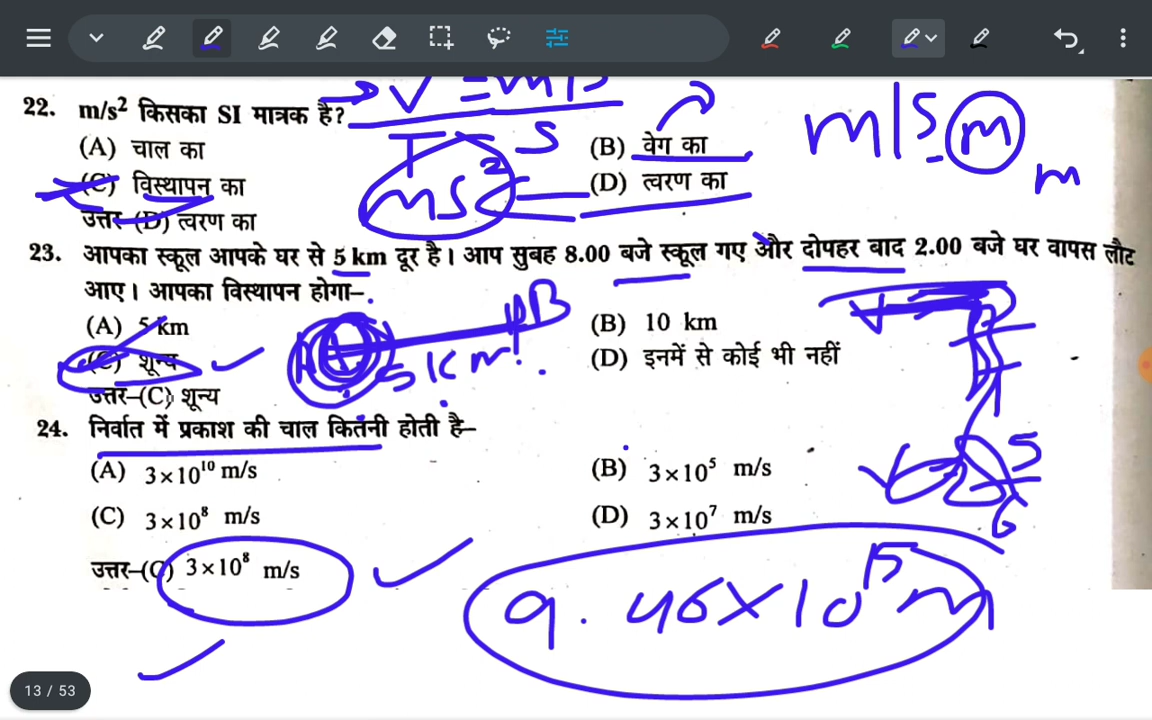 V = m/s
22. m/s² किसका SI मात्रक है?
T S
(A) चाल का (B) वेग का
m/s m
m
(C) विस्थापन का (D) त्वरण का
ms²
उत्तर–(D) त्वरण का
23. आपका स्कूल आपके घर से 5 km दूर है। आप सुबह 8.00 बजे स्कूल गए और दोपहर बाद 2.00 बजे घर वापस लौट
आए। आपका विस्थापन होगा–
(A) 5 km (B) 10 km
A B
5 km
(C) शून्य (D) इनमें से कोई भी नहीं
उत्तर–(C) शून्य
24. निर्वात में प्रकाश की चाल कितनी होती है–
(A) 3×10¹⁰ m/s (B) 3×10⁵ m/s
(C) 3×10⁸ m/s (D) 3×10⁷ m/s
उत्तर–(C) 3×10⁸ m/s
9.46×10¹⁵ m
13 / 53